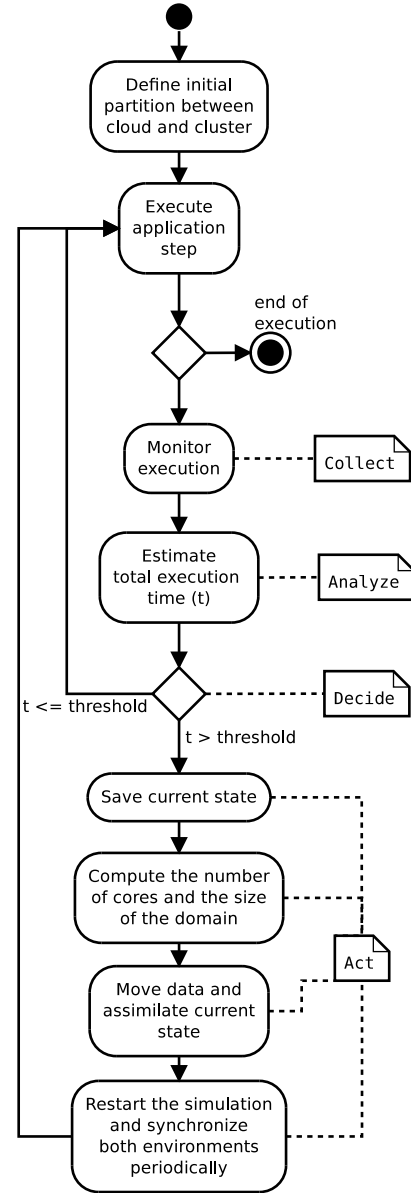 Define initial
partition between
cloud and cluster
Execute
application
step
end of
execution
Monitor
execution
Collect
Estimate
total execution
time (t)
Analyze
Decide
t <= threshold
t > threshold
Save current state
Compute the number
of cores and the size
of the domain
Act
Move data and
assimilate current
state
Restart the simulation
and synchronize
both environments
periodically